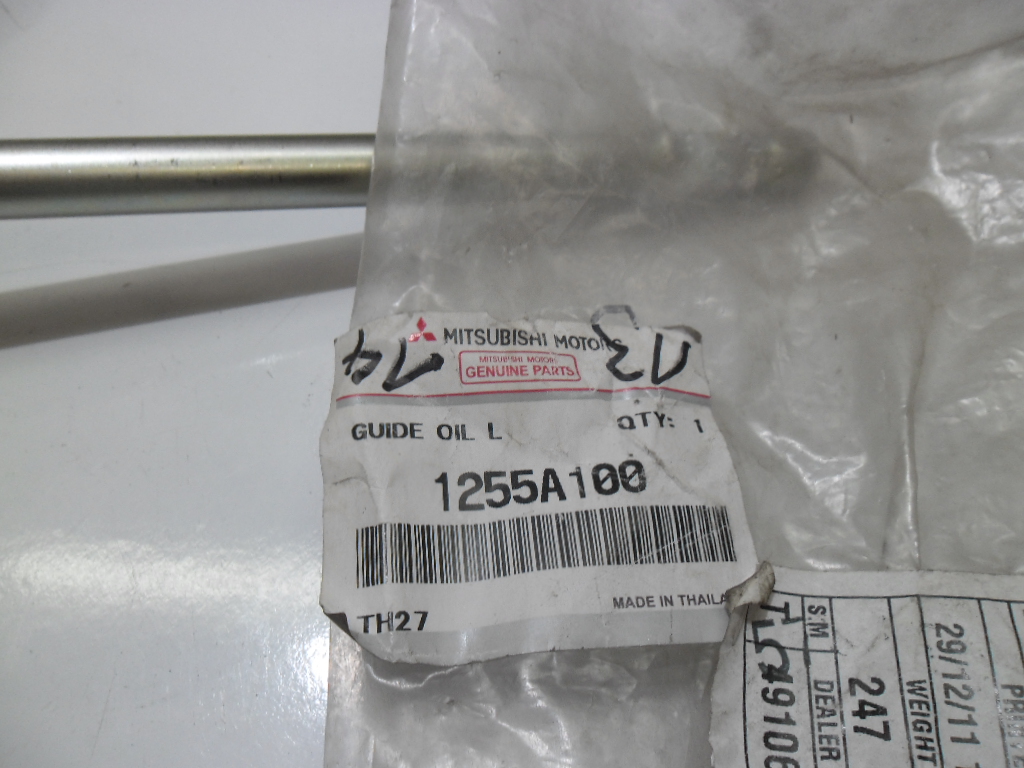 MITSUBISHI MOTORS
MITSUBISHI MOTORS
GENUINE PARTS
GUIDE OIL L QTY: 1
1255A100
TH27 MADE IN THAILA
S.M DEALER
247
WEIGHT
29/12/11